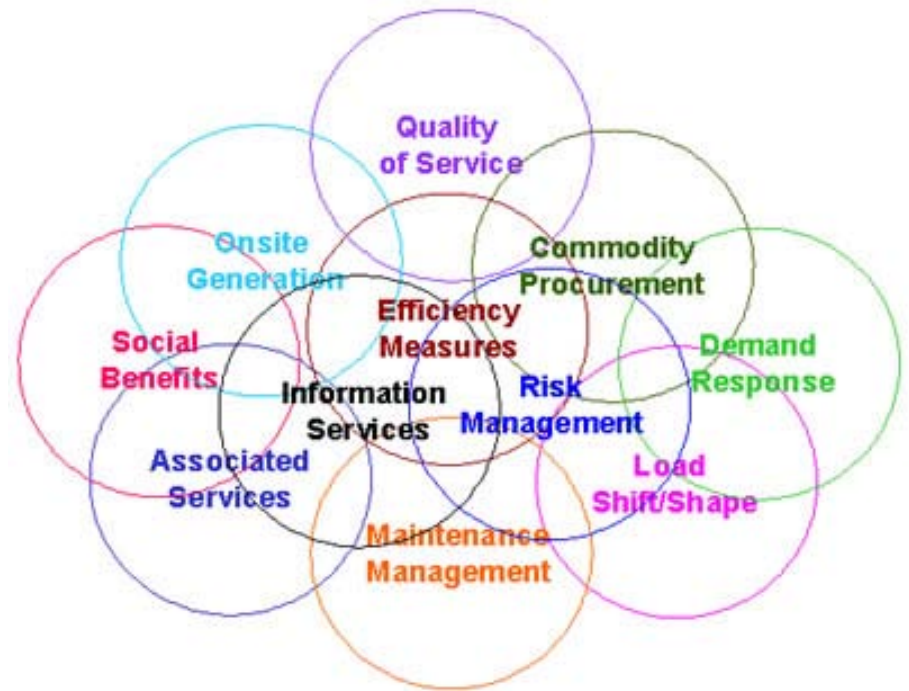 Quality
of Service
Onsite
Generation
Commodity
Procurement
Efficiency
Measures
Social
Benefits
Demand
Response
Information
Services
Risk
Management
Associated
Services
Load
Shift/Shape
Maintenance
Management